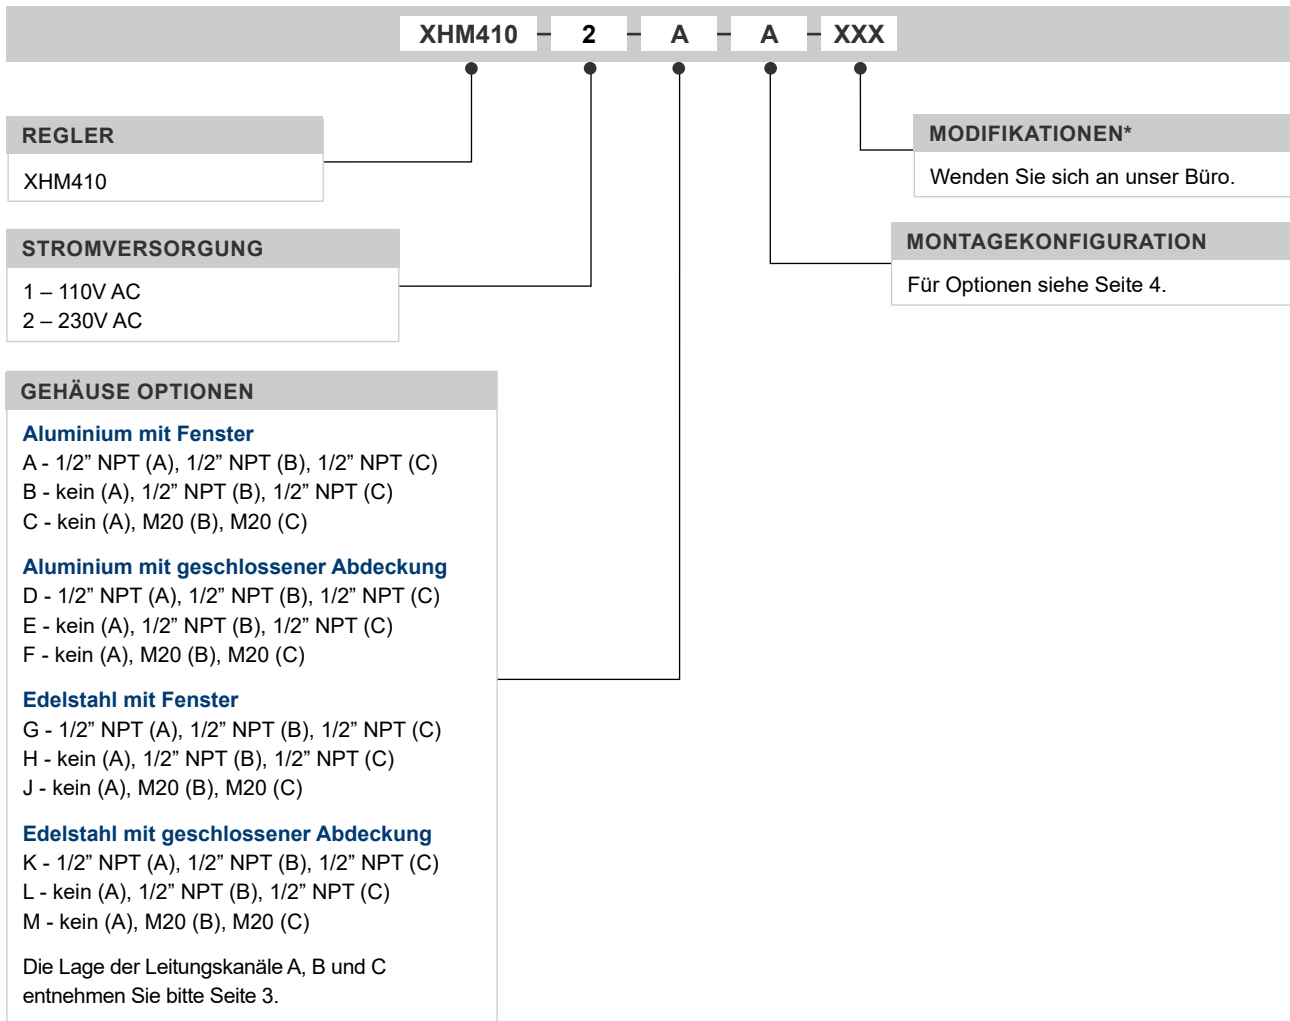 XHM410 – 2 – A – A – XXX
REGLER
XHM410
STROMVERSORGUNG
1 – 110V AC
2 – 230V AC
GEHÄUSE OPTIONEN
Aluminium mit Fenster
A - 1/2” NPT (A), 1/2” NPT (B), 1/2” NPT (C)
B - kein (A), 1/2” NPT (B), 1/2” NPT (C)
C - kein (A), M20 (B), M20 (C)
Aluminium mit geschlossener Abdeckung
D - 1/2” NPT (A), 1/2” NPT (B), 1/2” NPT (C)
E - kein (A), 1/2” NPT (B), 1/2” NPT (C)
F - kein (A), M20 (B), M20 (C)
Edelstahl mit Fenster
G - 1/2” NPT (A), 1/2” NPT (B), 1/2” NPT (C)
H - kein (A), 1/2” NPT (B), 1/2” NPT (C)
J - kein (A), M20 (B), M20 (C)
Edelstahl mit geschlossener Abdeckung
K - 1/2” NPT (A), 1/2” NPT (B), 1/2” NPT (C)
L - kein (A), 1/2” NPT (B), 1/2” NPT (C)
M - kein (A), M20 (B), M20 (C)
Die Lage der Leitungskanäle A, B und C
entnehmen Sie bitte Seite 3.
MODIFIKATIONEN*
Wenden Sie sich an unser Büro.
MONTAGEKONFIGURATION
Für Optionen siehe Seite 4.